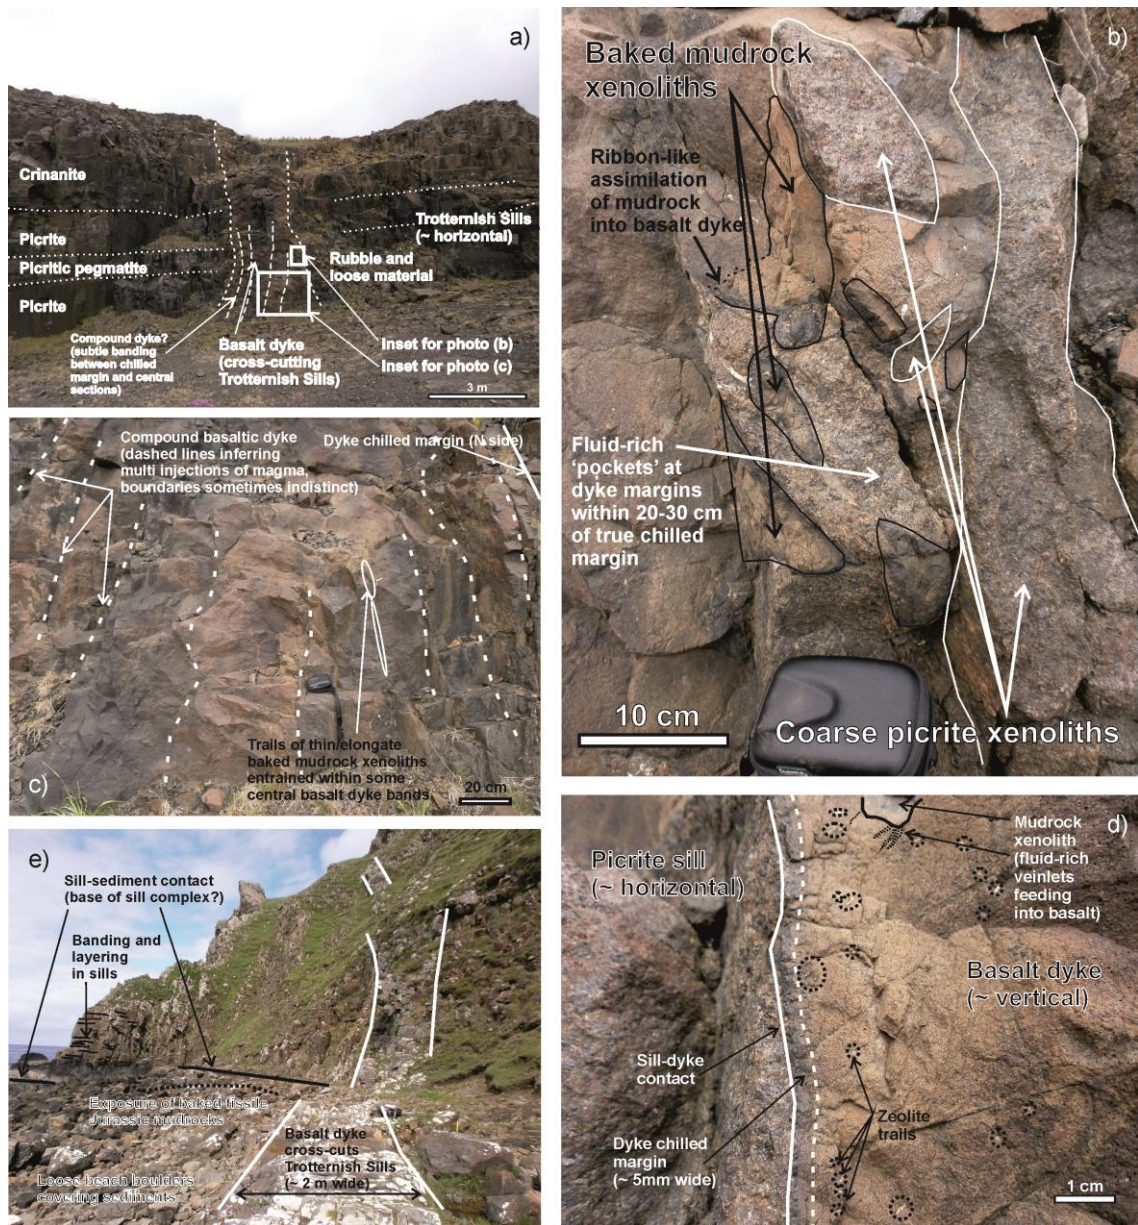 a)
Crinanite
Trotternish Sills
(~ horizontal)
Picrite
Rubble and
loose material
Picritic pegmatite
Picrite
Compound dyke?
(subtle banding
between chilled
margin and central
sections)
Basalt dyke
(cross-cutting
Trotternish Sills)
Inset for photo (b)
Inset for photo (c)
3 m
b)
Baked mudrock
xenoliths
Ribbon-like
assimilation
of mudrock
into basalt dyke
Fluid-rich
'pockets' at
dyke margins
within 20-30 cm
of true chilled
margin
10 cm
Coarse picrite xenoliths
Compound basaltic dyke
(dashed lines inferring
multi injections of magma,
boundaries sometimes indistinct)
Dyke chilled margin (N side)
Trails of thin/elongate
baked mudrock xenoliths
entrained within some
central basalt dyke bands
20 cm
c)
d)
Picrite sill
(~ horizontal)
Mudrock
xenolith
(fluid-rich
veinlets
feeding
into basalt)
Basalt dyke
(~ vertical)
Sill-dyke
contact
Zeolite
trails
Dyke chilled
margin
(~ 5mm wide)
1 cm
e)
Sill-sediment contact
(base of sill complex?)
Banding and
layering
in sills
Exposure of baked fissile
Jurassic mudrocks
Basalt dyke
cross-cuts
Trotternish Sills
(~ 2 m wide)
Loose beach boulders
covering sediments